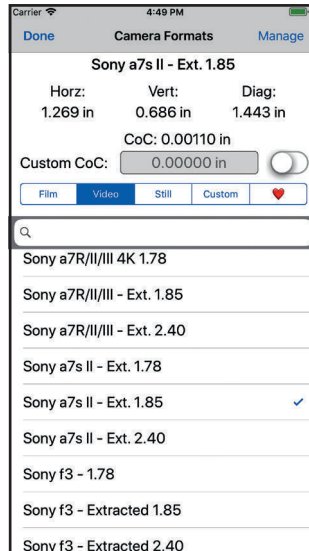 Carrier 4:49 PM
Done Camera Formats Manage
Sony a7s II - Ext. 1.85
Horz: Vert: Diag:
1.269 in 0.686 in 1.443 in
CoC: 0.00110 in
Custom CoC: 0.00000 in
Film Video Still Custom
Sony a7R/II/III 4K 1.78
Sony a7R/II/III - Ext. 1.85
Sony a7R/II/III - Ext. 2.40
Sony a7s II - Ext. 1.78
Sony a7s II - Ext. 1.85
Sony a7s II - Ext. 2.40
Sony f3 - 1.78
Sony f3 - Extracted 1.85
Sony f3 - Extracted 2.40